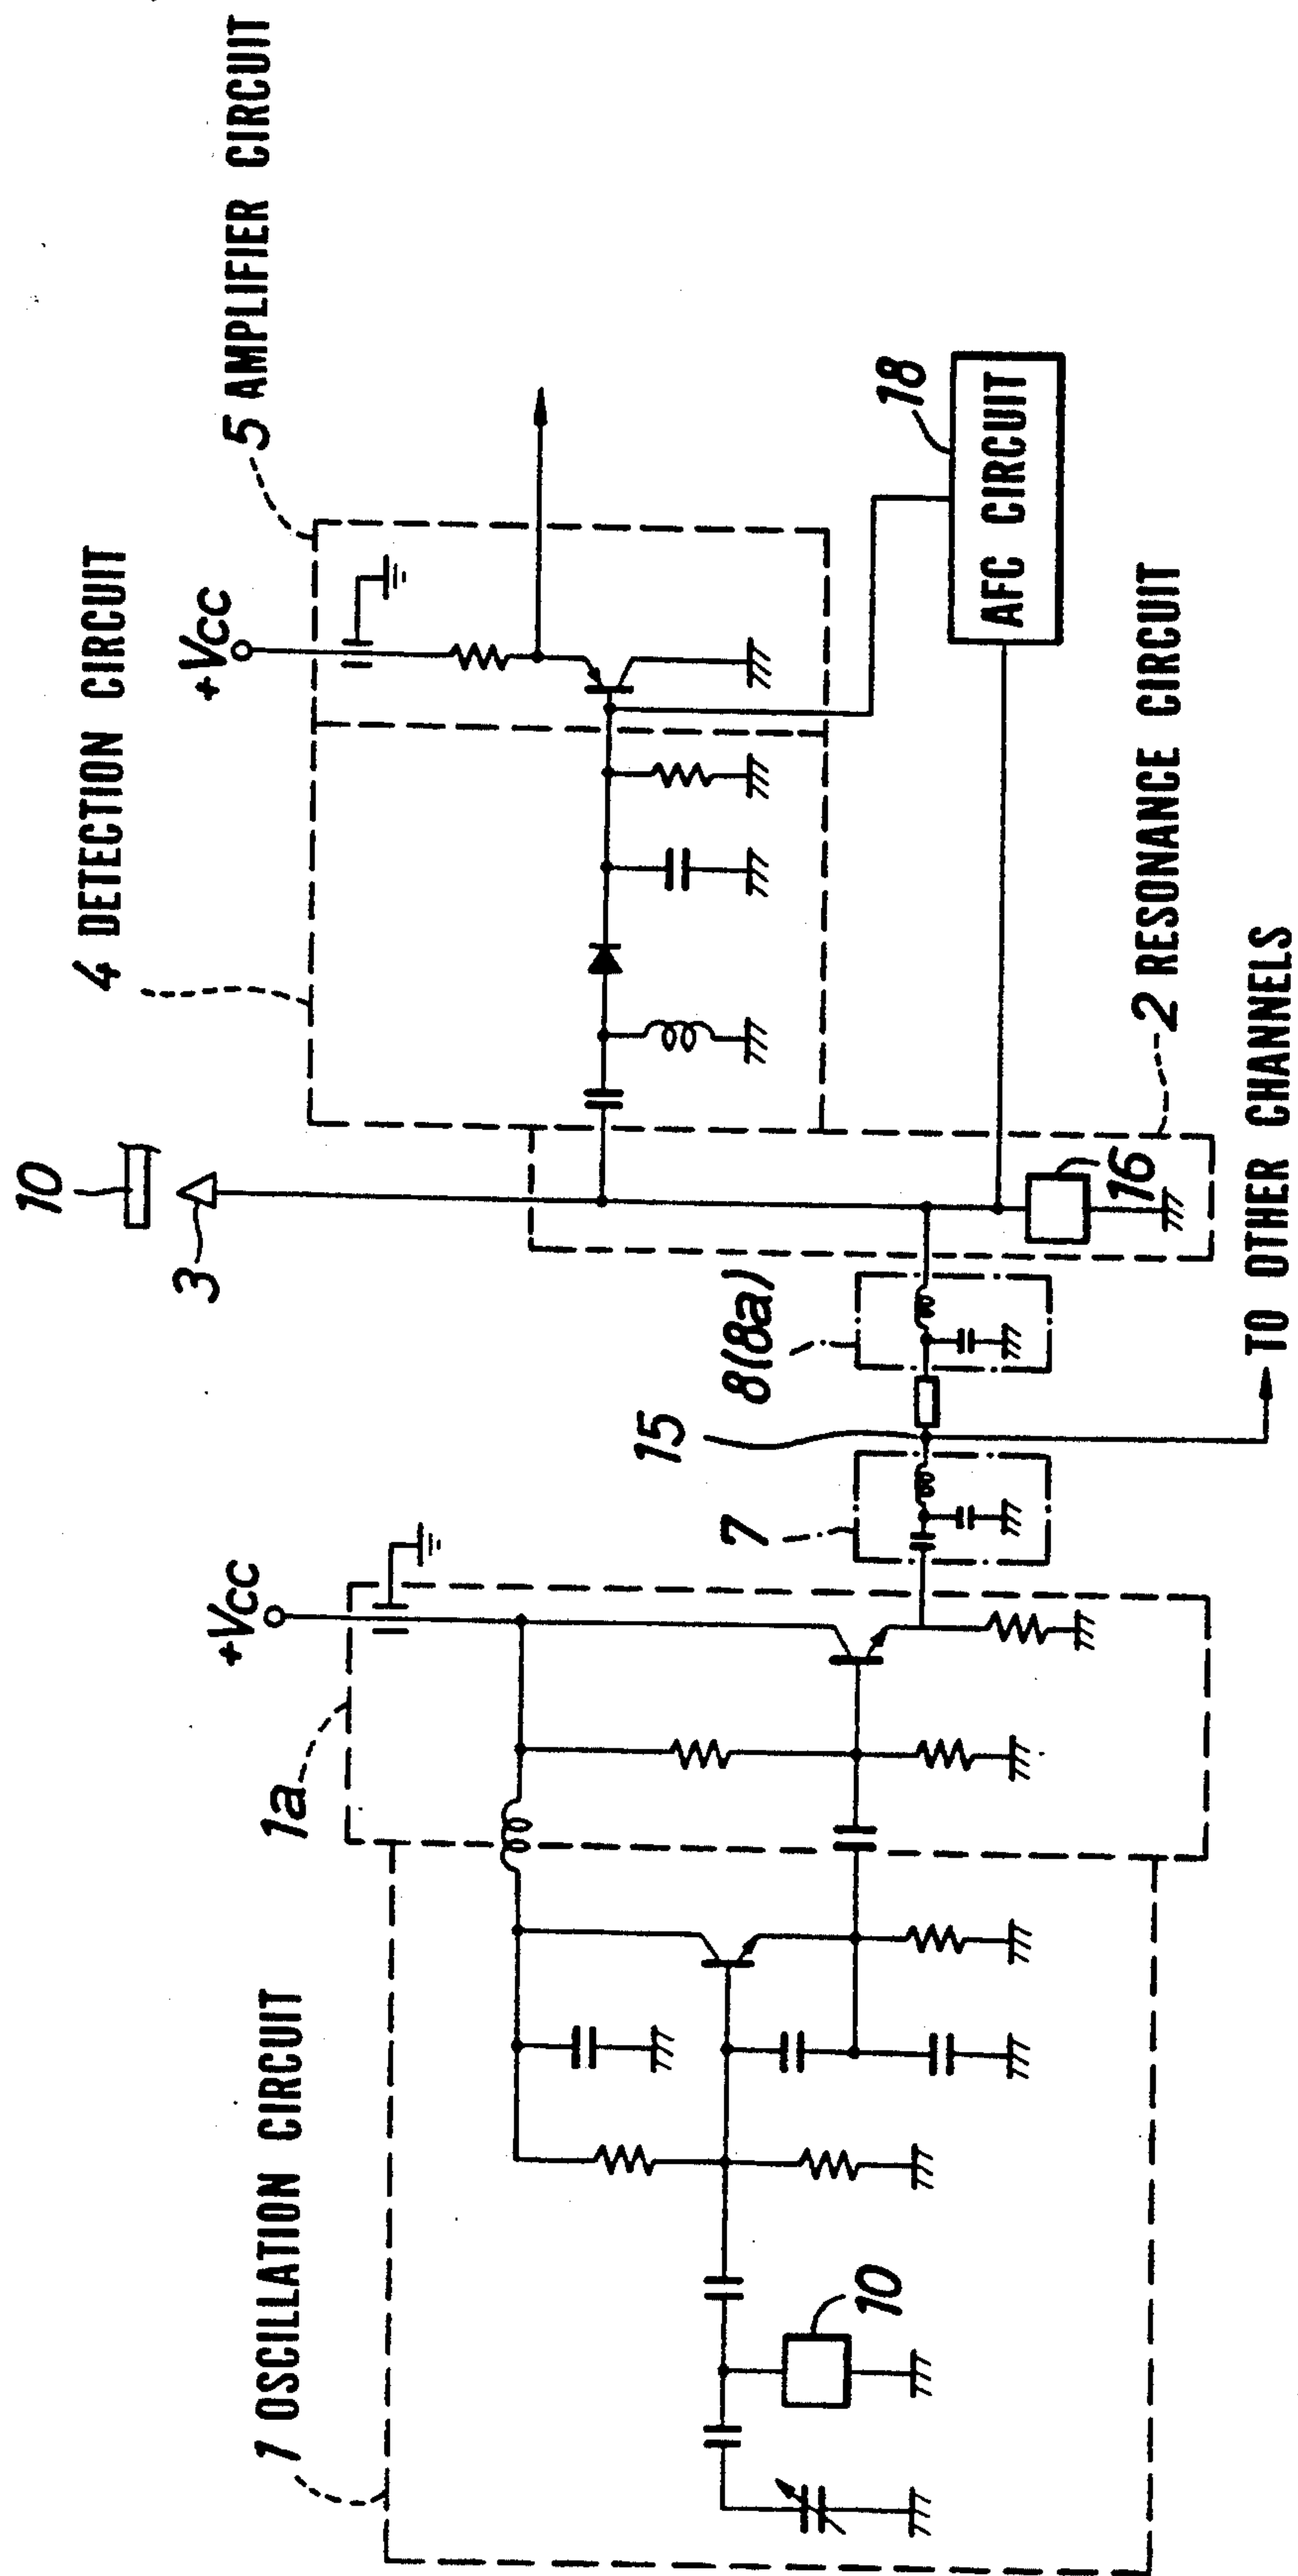 1 OSCILLATION CIRCUIT
1a
+Vcc
10
7
15
8(8a)
3
10
4 DETECTION CIRCUIT
+Vcc
5 AMPLIFIER CIRCUIT
18
AFC CIRCUIT
16
2 RESONANCE CIRCUIT
TO OTHER CHANNELS